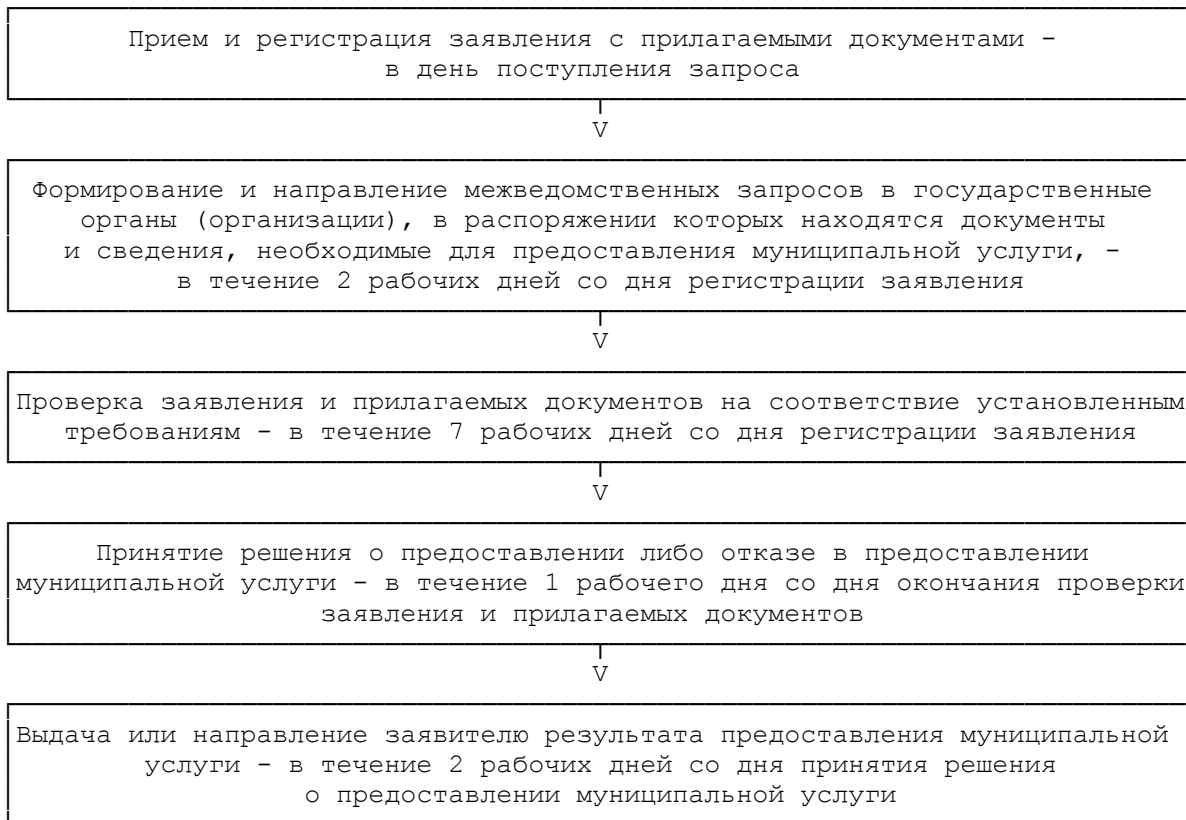 Прием и регистрация заявления с прилагаемыми документами -
в день поступления запроса
V
Формирование и направление межведомственных запросов в государственные
органы (организации), в распоряжении которых находятся документы
и сведения, необходимые для предоставления муниципальной услуги, -
в течение 2 рабочих дней со дня регистрации заявления
V
Проверка заявления и прилагаемых документов на соответствие установленным
требованиям - в течение 7 рабочих дней со дня регистрации заявления
V
Принятие решения о предоставлении либо отказе в предоставлении
муниципальной услуги - в течение 1 рабочего дня со дня окончания проверки
заявления и прилагаемых документов
V
Выдача или направление заявителю результата предоставления муниципальной
услуги - в течение 2 рабочих дней со дня принятия решения
о предоставлении муниципальной услуги